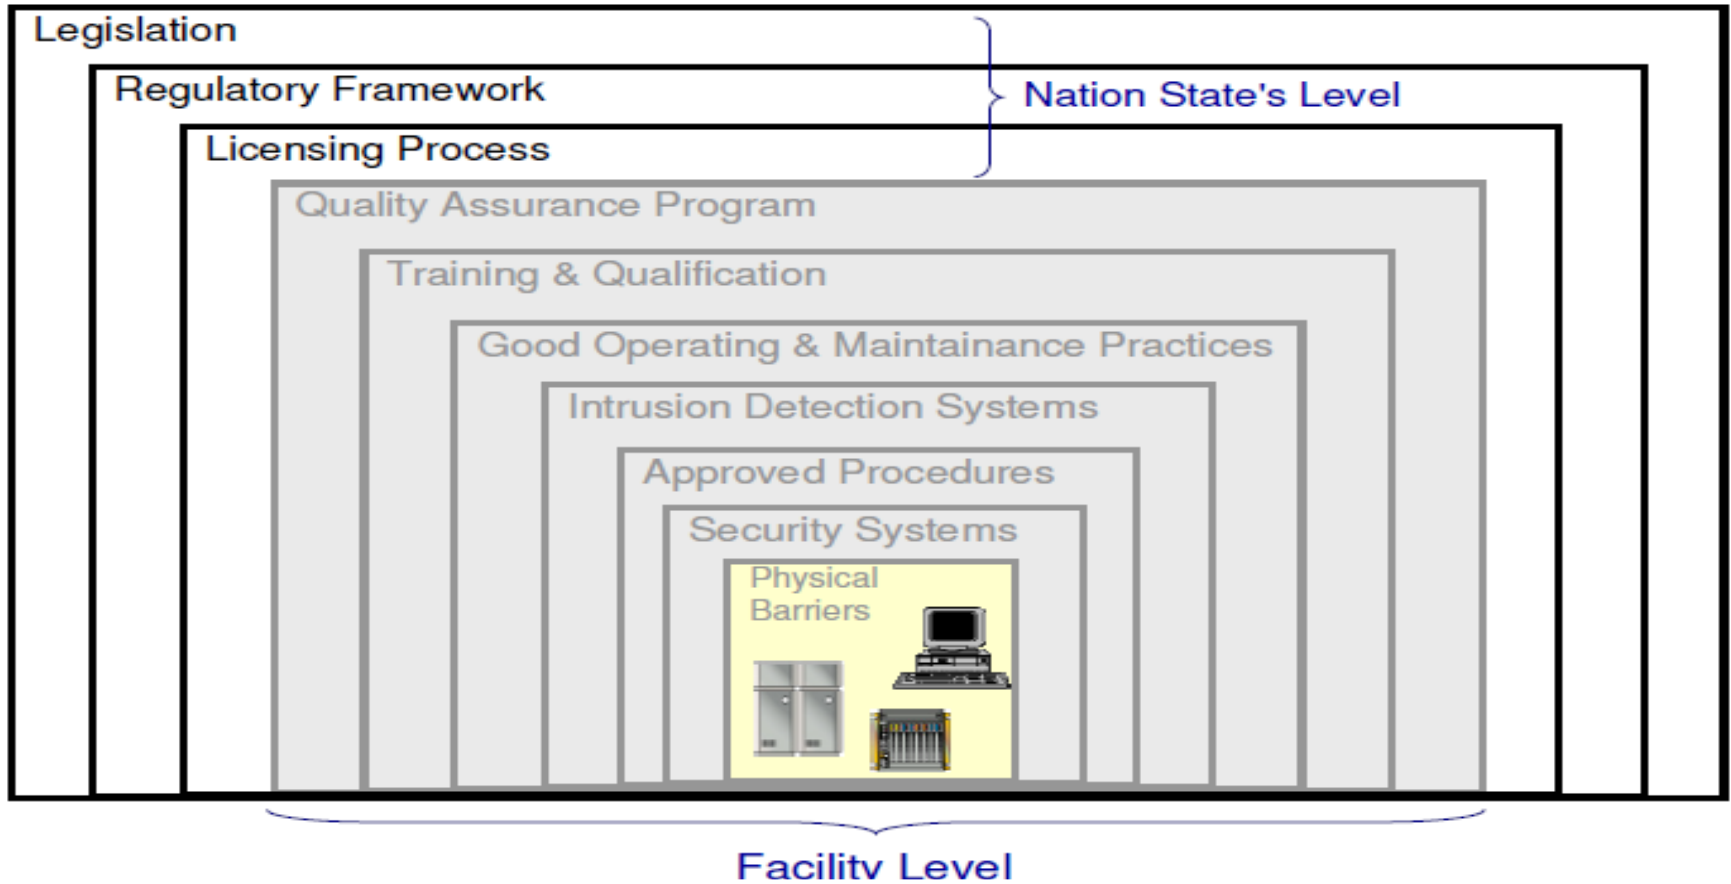 Legislation
Regulatory Framework
Nation State's Level
Licensing Process
Quality Assurance Program
Training & Qualification
Good Operating & Maintainance Practices
Intrusion Detection Systems
Approved Procedures
Security Systems
Physical
Barriers
Facility Level